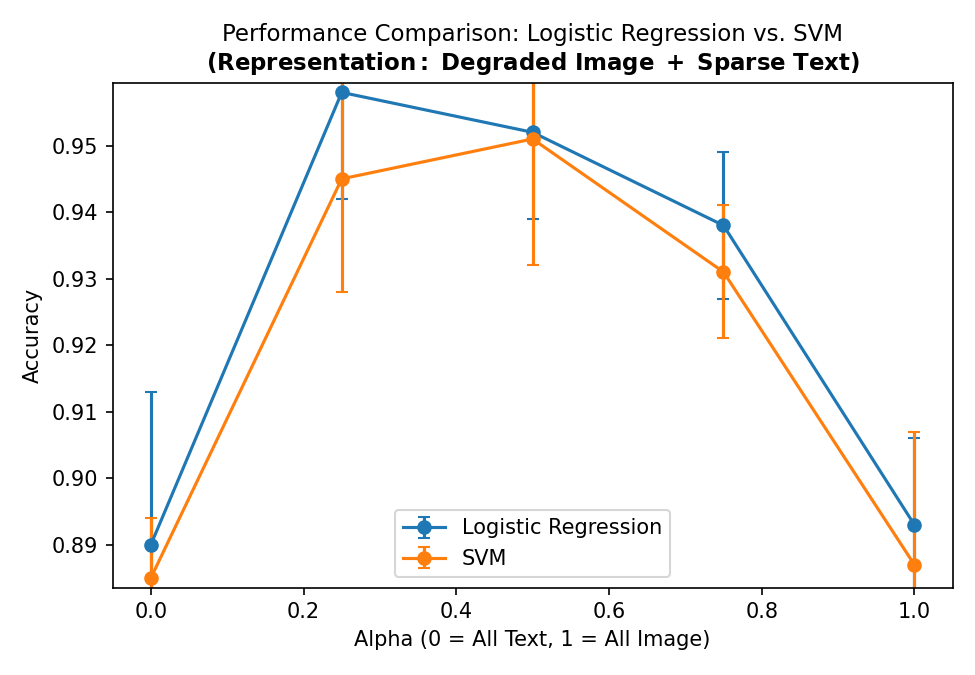 Performance Comparison: Logistic Regression vs. SVM
(Representation: Degraded Image + Sparse Text)
Accuracy
0.95
0.94
0.93
0.92
0.91
0.90
0.89
Logistic Regression
SVM
0.0 0.2 0.4 0.6 0.8 1.0
Alpha (0 = All Text, 1 = All Image)